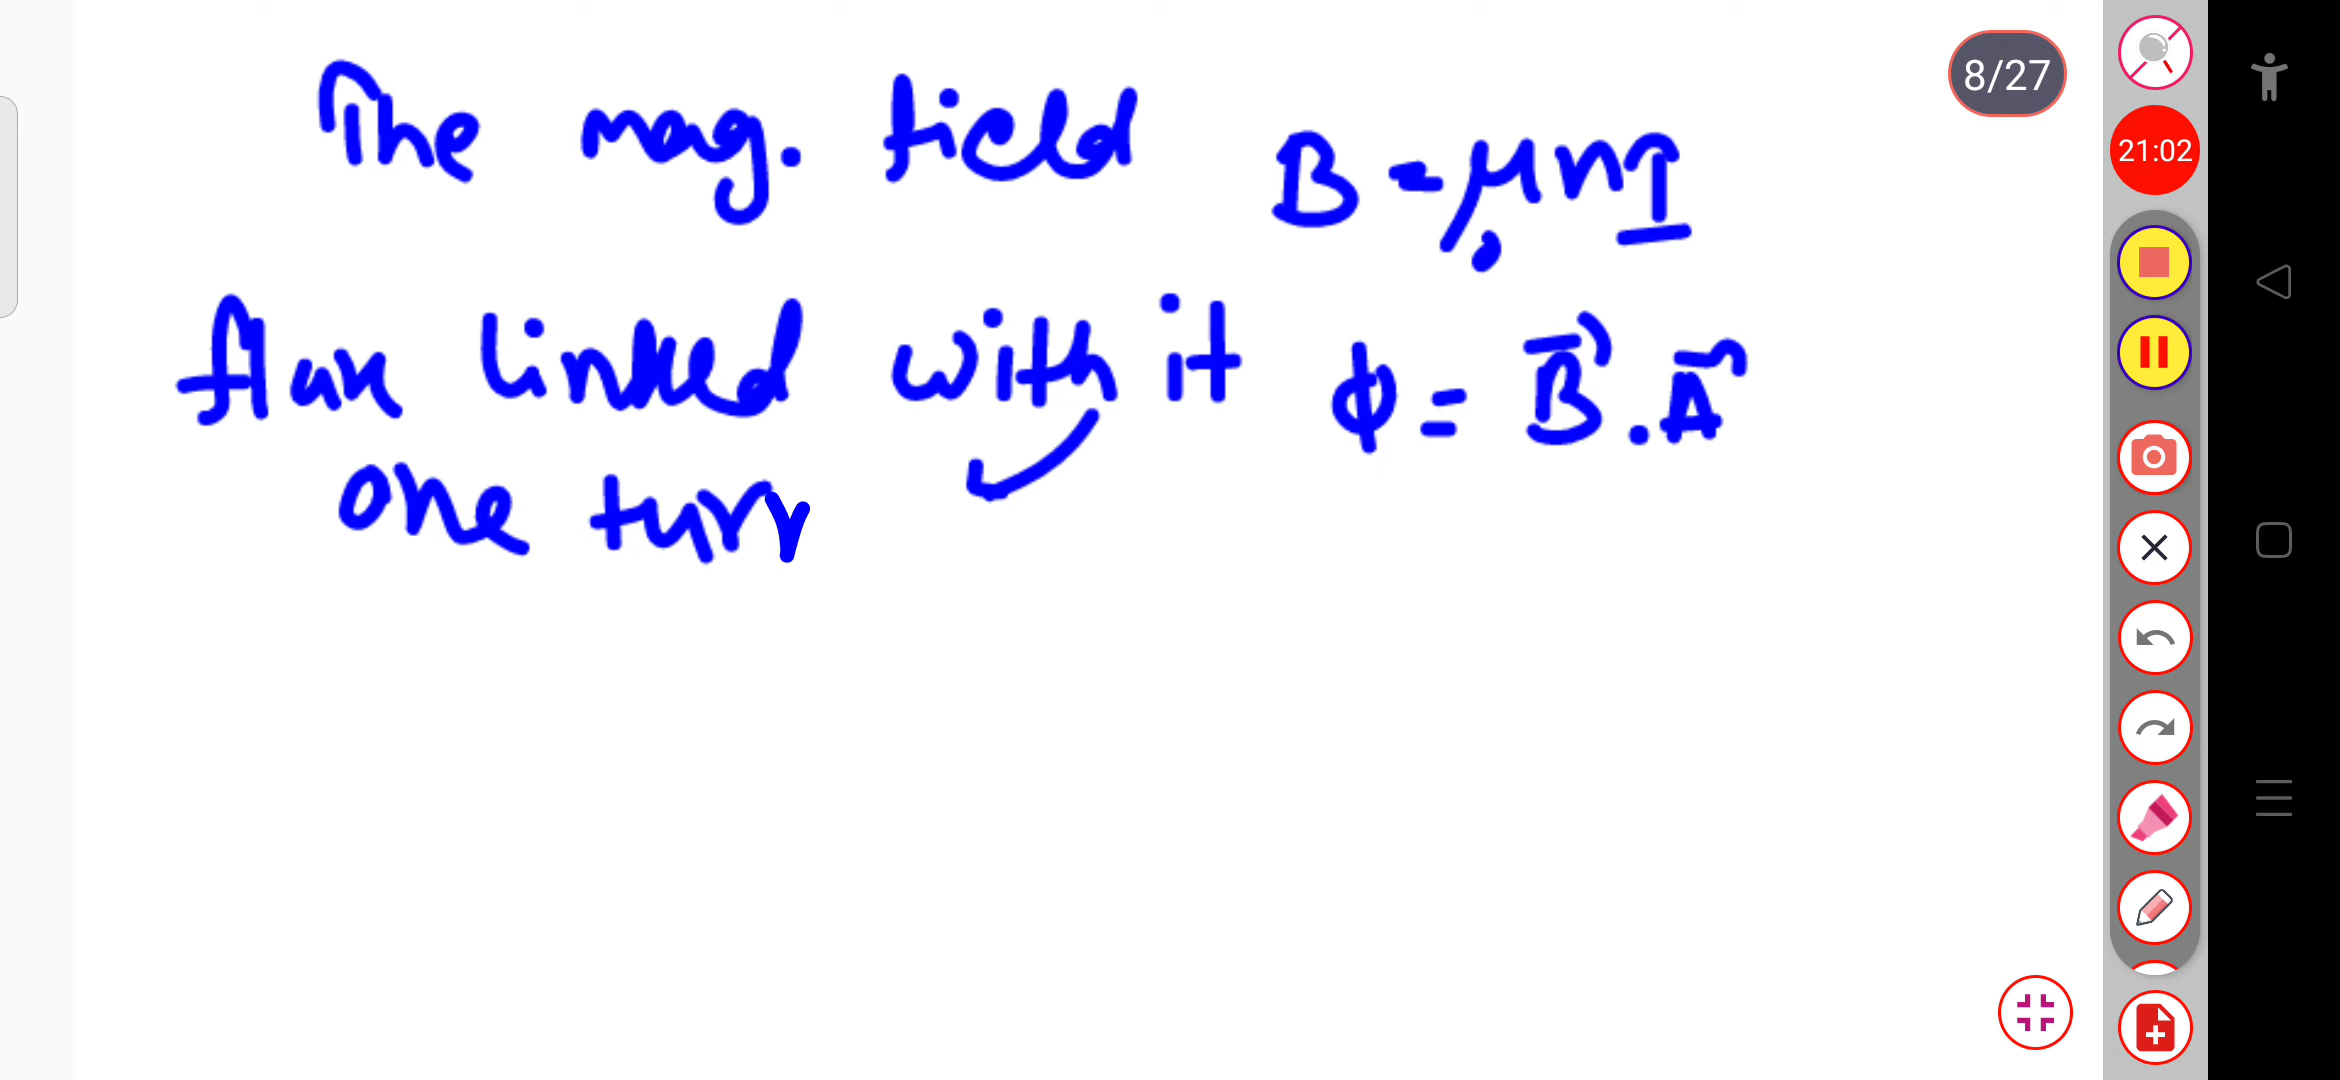 The mag. field B = μ₀nI
8/27
21:02
flux linked with it ϕ = B⃗.A⃗
one turn